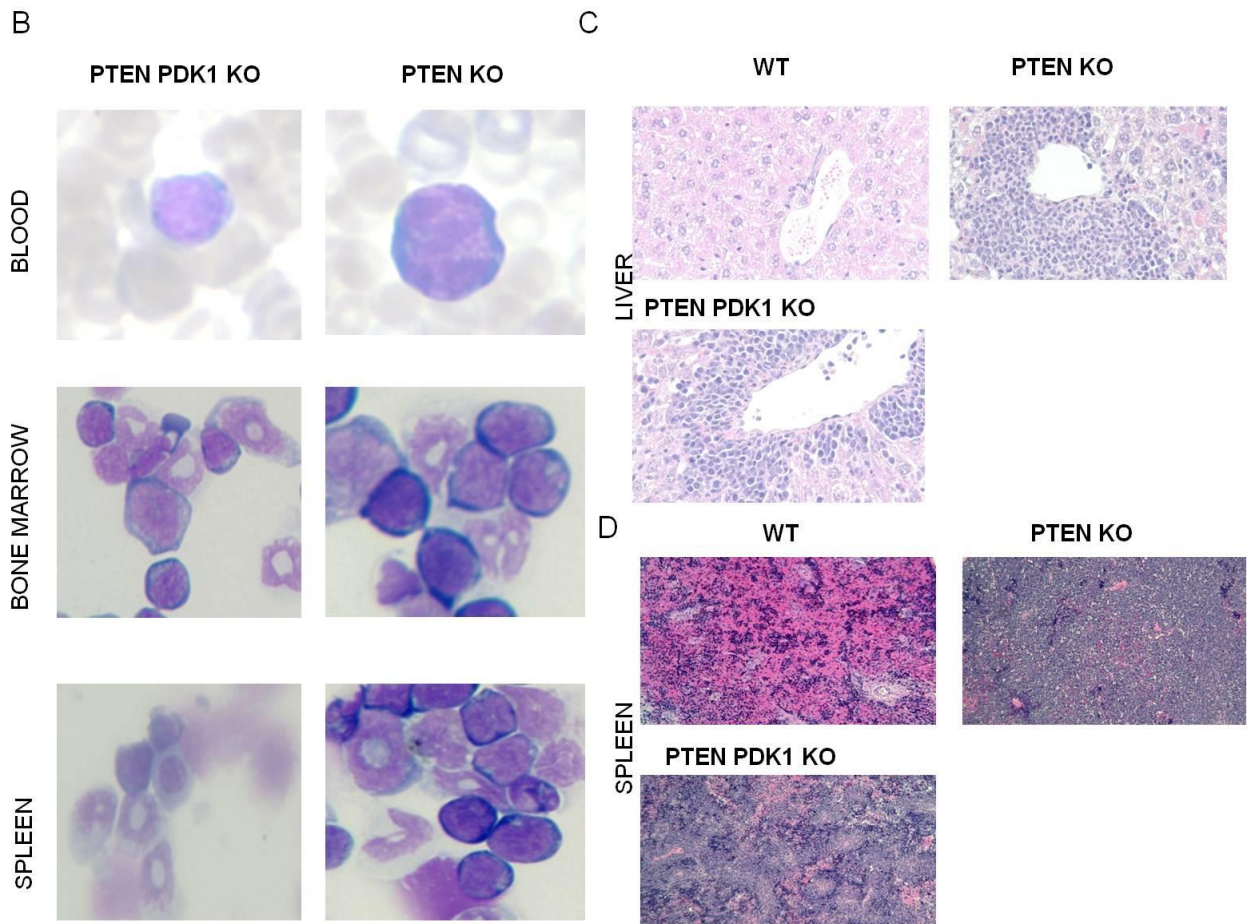 B
PTEN PDK1 KO
PTEN KO
BLOOD
BONE MARROW
SPLEEN
C
WT
PTEN KO
LIVER
PTEN PDK1 KO
D
WT
PTEN KO
SPLEEN
PTEN PDK1 KO